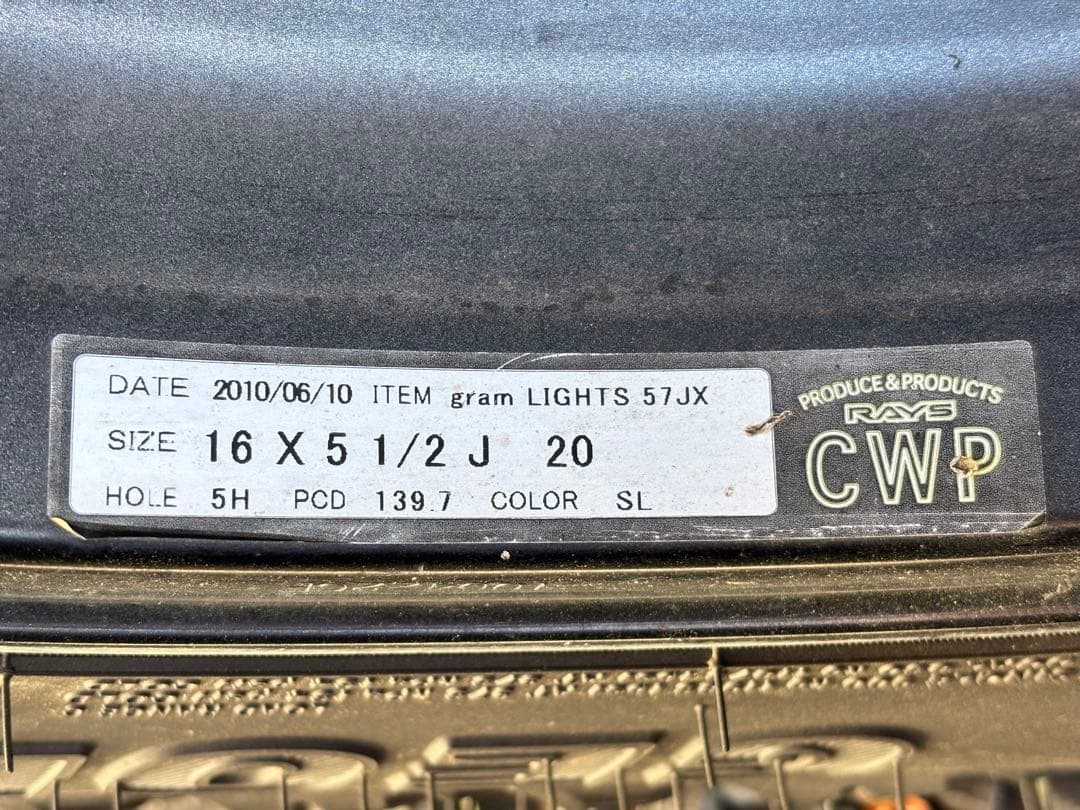 DATE 2010/06/10 ITEM gram LIGHTS 57JX
SIZE 16 X 5 1/2 J 20
HOLE 5H PCD 139.7 COLOR SL
PRODUCE & PRODUCTS
RAYS
CWP